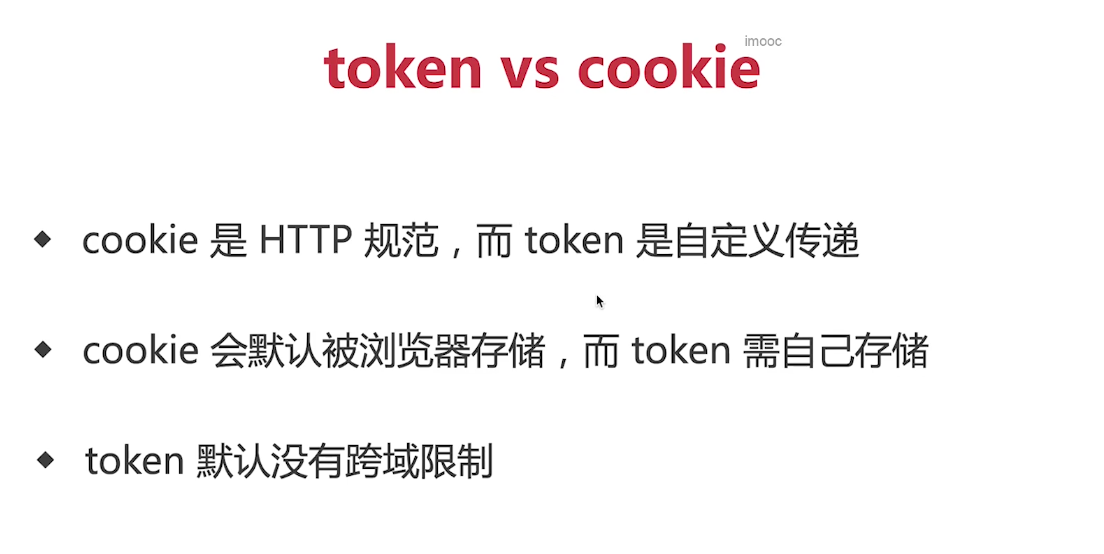 imooc
token vs cookie
◆ cookie 是 HTTP 规范，而 token 是自定义传递
◆ cookie 会默认被浏览器存储，而 token 需自己存储
◆ token 默认没有跨域限制